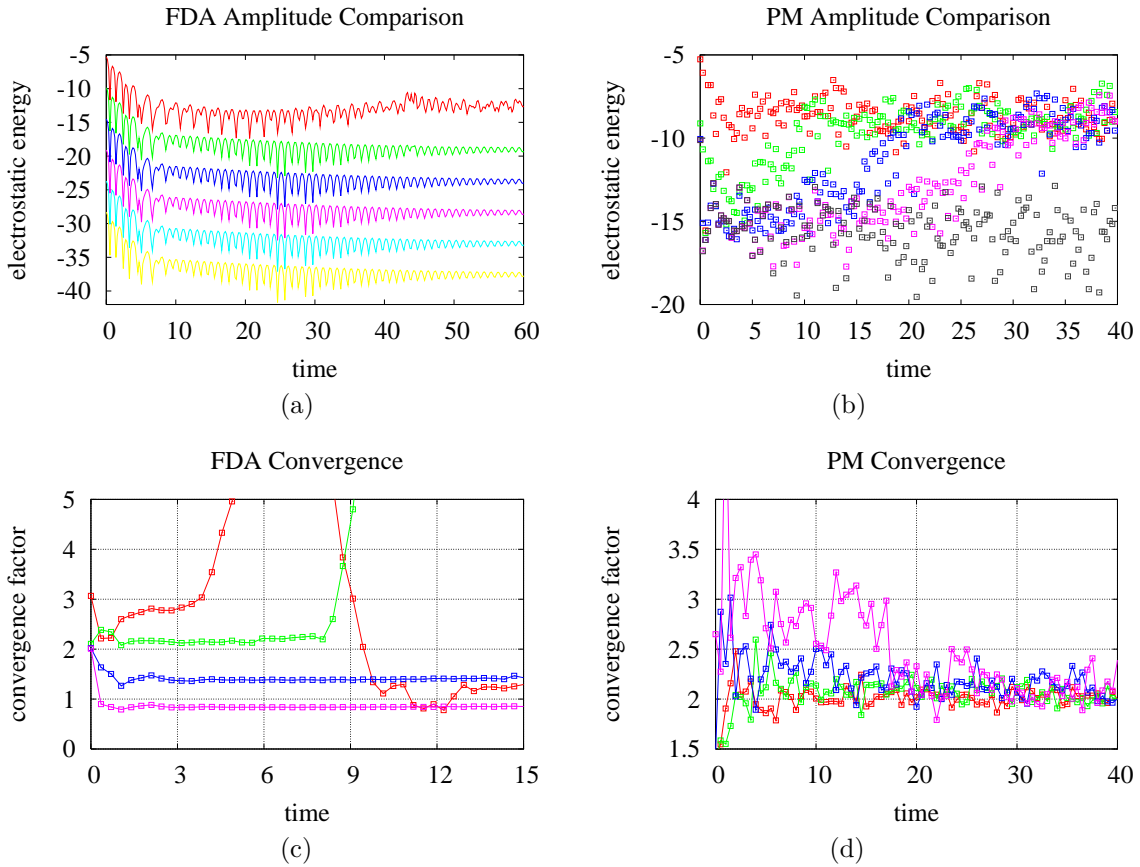 FDA Amplitude Comparison
electrostatic energy
-5
-10
-15
-20
-25
-30
-35
-40
0 10 20 30 40 50 60
time
(a)
PM Amplitude Comparison
electrostatic energy
-5
-10
-15
-20
0 5 10 15 20 25 30 35 40
time
(b)
FDA Convergence
convergence factor
5
4
3
2
1
0
0 3 6 9 12 15
time
(c)
PM Convergence
convergence factor
4
3.5
3
2.5
2
1.5
0 10 20 30 40
time
(d)